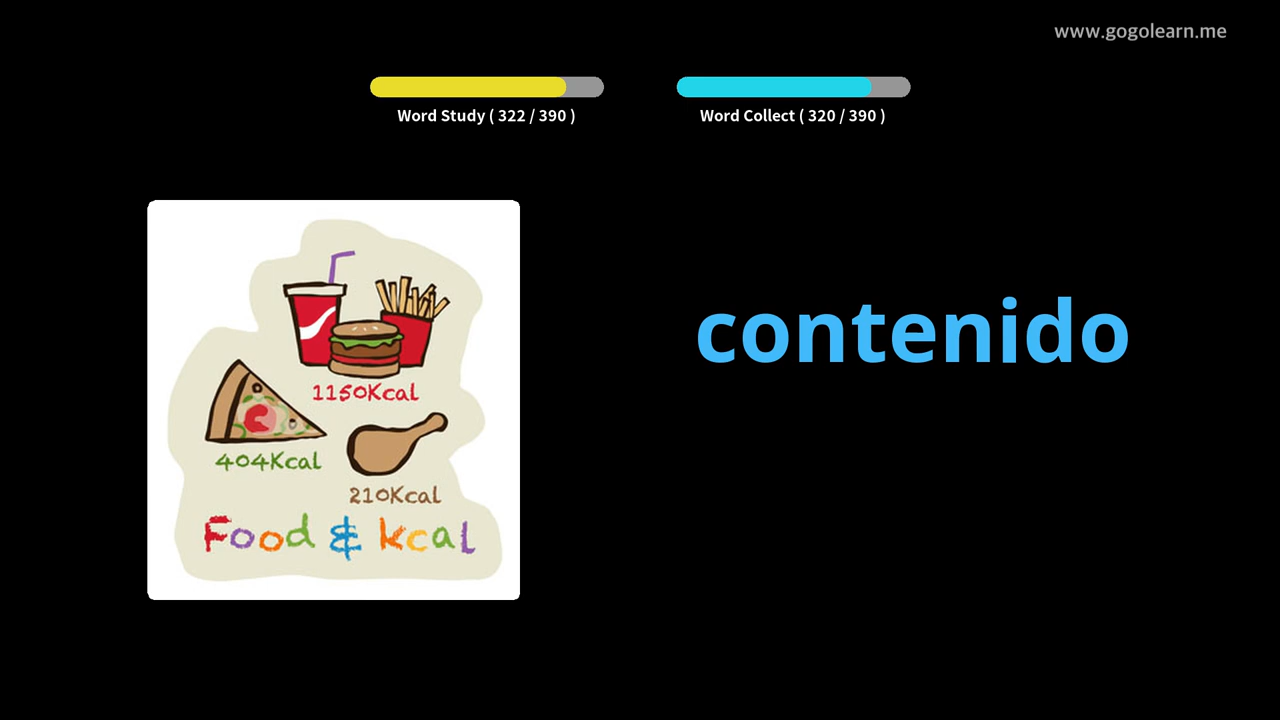 www.gogolearn.me
Word Study ( 322 / 390 )
Word Collect ( 320 / 390 )
1150Kcal
404Kcal
210Kcal
Food & kcal
contenido